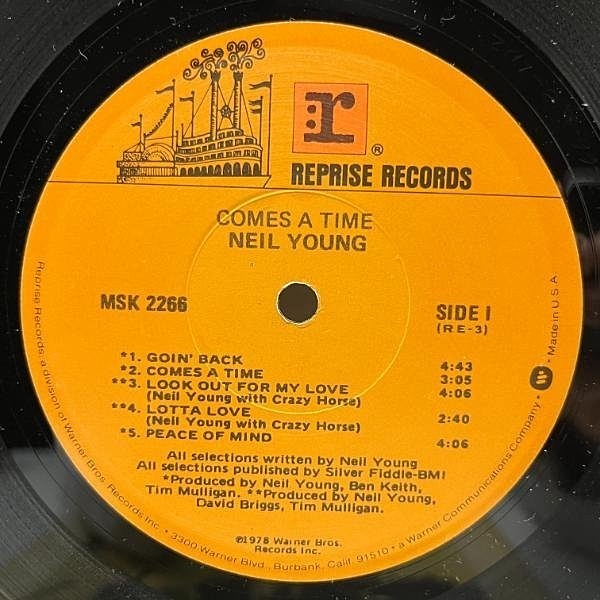 r
®
REPRISE RECORDS
COMES A TIME
NEIL YOUNG
MSK 2266
SIDE 1
(RE-3)
*1. GOIN' BACK 4:43
*2. COMES A TIME 3:05
**3. LOOK OUT FOR MY LOVE 4:06
(Neil Young with Crazy Horse)
**4. LOTTA LOVE 2:40
(Neil Young with Crazy Horse)
*5. PEACE OF MIND 4:06
All selections written by Neil Young
All selections published by Silver Fiddle-BMI
*Produced by Neil Young, Ben Keith,
Tim Mulligan. **Produced by Neil Young,
David Briggs, Tim Mulligan.
℗1978 Warner Bros.
Records Inc.
Reprise Records, a division of Warner Bros. Records Inc. • 3300 Warner Blvd., Burbank, Calif. 91510 • a Warner Communications Company • Made in U.S.A.